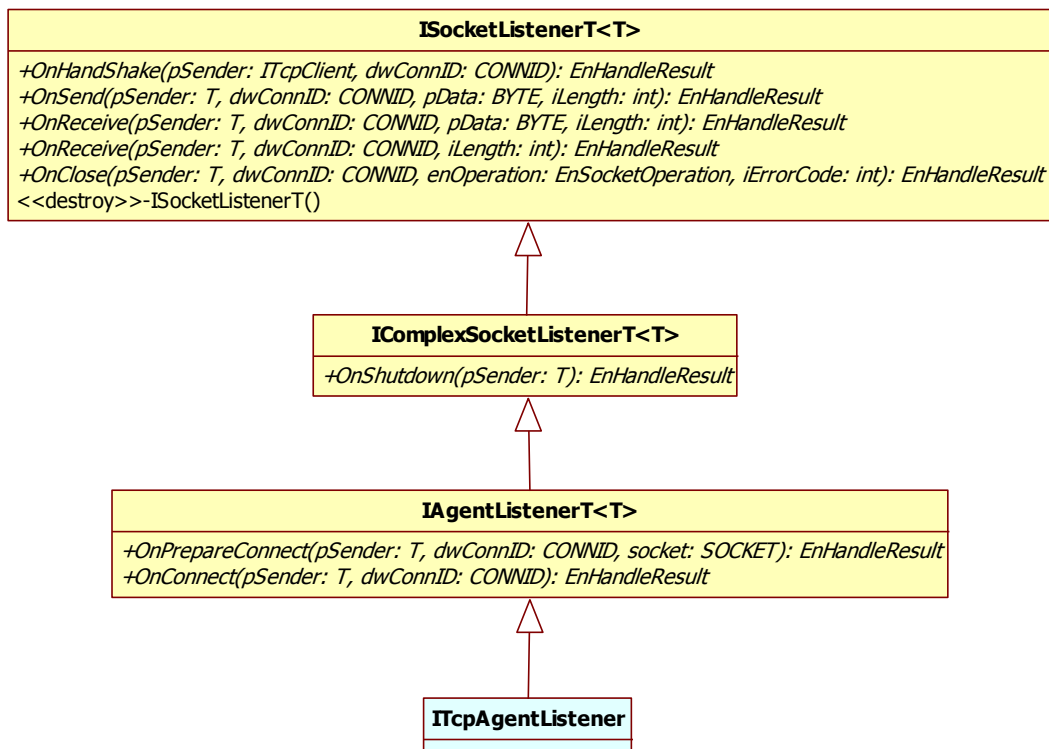 ISocketListenerT<T>
+OnHandShake(pSender: ITcpClient, dwConnID: CONNID): EnHandleResult
+OnSend(pSender: T, dwConnID: CONNID, pData: BYTE, iLength: int): EnHandleResult
+OnReceive(pSender: T, dwConnID: CONNID, pData: BYTE, iLength: int): EnHandleResult
+OnReceive(pSender: T, dwConnID: CONNID, iLength: int): EnHandleResult
+OnClose(pSender: T, dwConnID: CONNID, enOperation: EnSocketOperation, iErrorCode: int): EnHandleResult
<<destroy>>-ISocketListenerT()
IComplexSocketListenerT<T>
+OnShutdown(pSender: T): EnHandleResult
IAgentListenerT<T>
+OnPrepareConnect(pSender: T, dwConnID: CONNID, socket: SOCKET): EnHandleResult
+OnConnect(pSender: T, dwConnID: CONNID): EnHandleResult
ITcpAgentListener